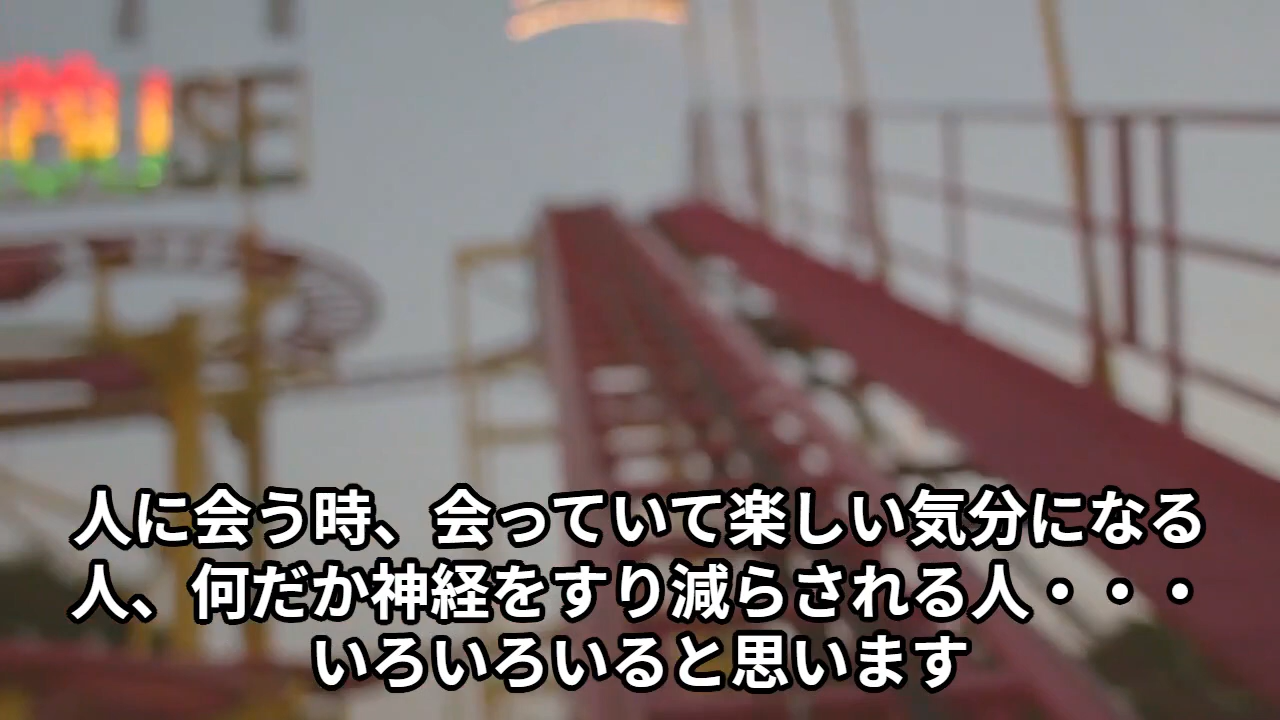 USE
人に会う時、会っていて楽しい気分になる
人、何だか神経をすり減らされる人・・・
いろいろいると思います